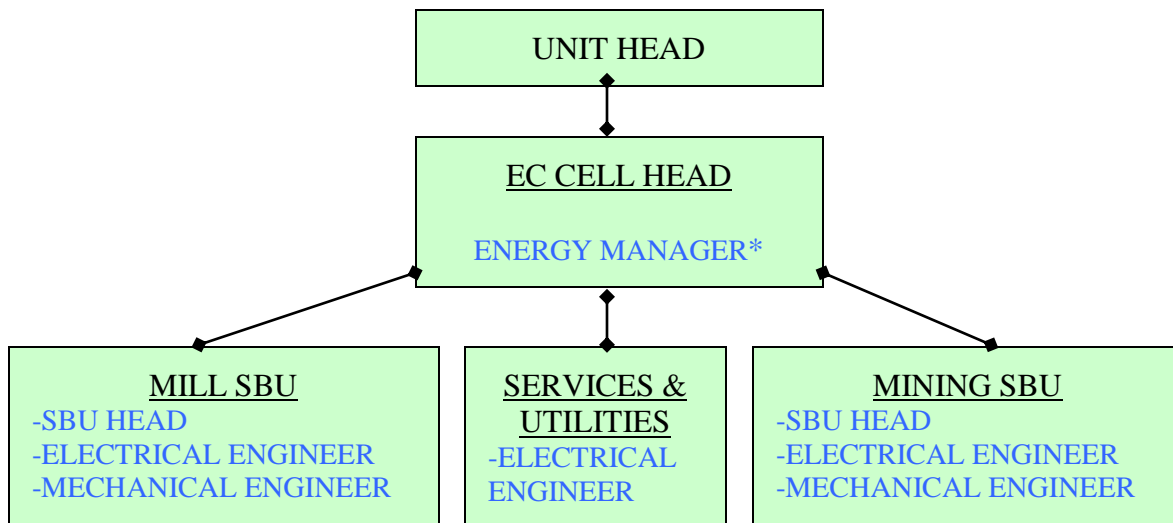 UNIT HEAD
EC CELL HEAD
ENERGY MANAGER*
MILL SBU
-SBU HEAD
-ELECTRICAL ENGINEER
-MECHANICAL ENGINEER
SERVICES &
UTILITIES
-ELECTRICAL
ENGINEER
MINING SBU
-SBU HEAD
-ELECTRICAL ENGINEER
-MECHANICAL ENGINEER